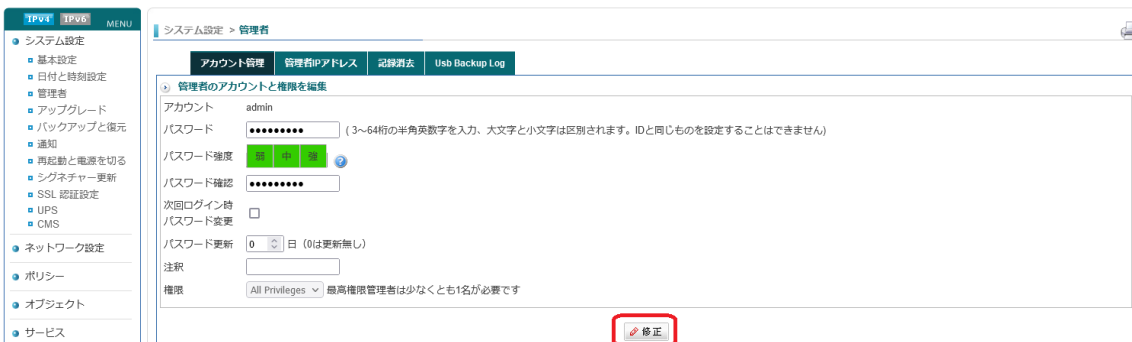 IPv4 IPv6 MENU
システム設定
基本設定
日付と時刻設定
管理者
アップグレード
バックアップと復元
通知
再起動と電源を切る
シグネチャー更新
SSL 認証設定
UPS
CMS
ネットワーク設定
ポリシー
オブジェクト
サービス
システム設定 > 管理者
アカウント管理 管理者IPアドレス 記録消去 Usb Backup Log
管理者のアカウントと権限を編集
アカウント admin
パスワード ●●●●●●●●● ( 3～64桁の半角英数字を入力、大文字と小文字は区別されます。IDと同じものを設定することはできません)
パスワード強度 弱 中 強 ?
パスワード確認 ●●●●●●●●●
次回ログイン時
パスワード変更
パスワード更新 0 日（0は更新無し）
注釈
権限 All Privileges 最高権限管理者は少なくとも1名が必要です
修正